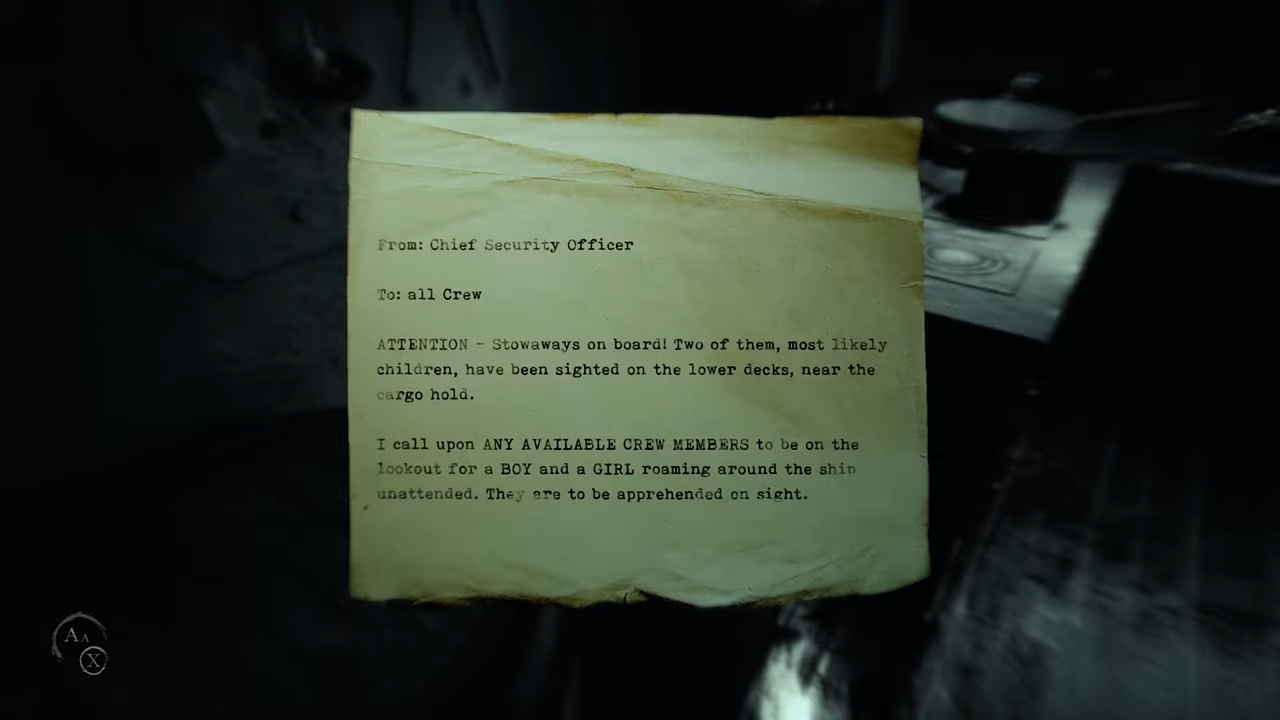 From: Chief Security Officer
To: all Crew
ATTENTION - Stowaways on board! Two of them, most likely
children, have been sighted on the lower decks, near the
cargo hold.
I call upon ANY AVAILABLE CREW MEMBERS to be on the
lookout for a BOY and a GIRL roaming around the ship
unattended. They are to be apprehended on sight.
AA
X